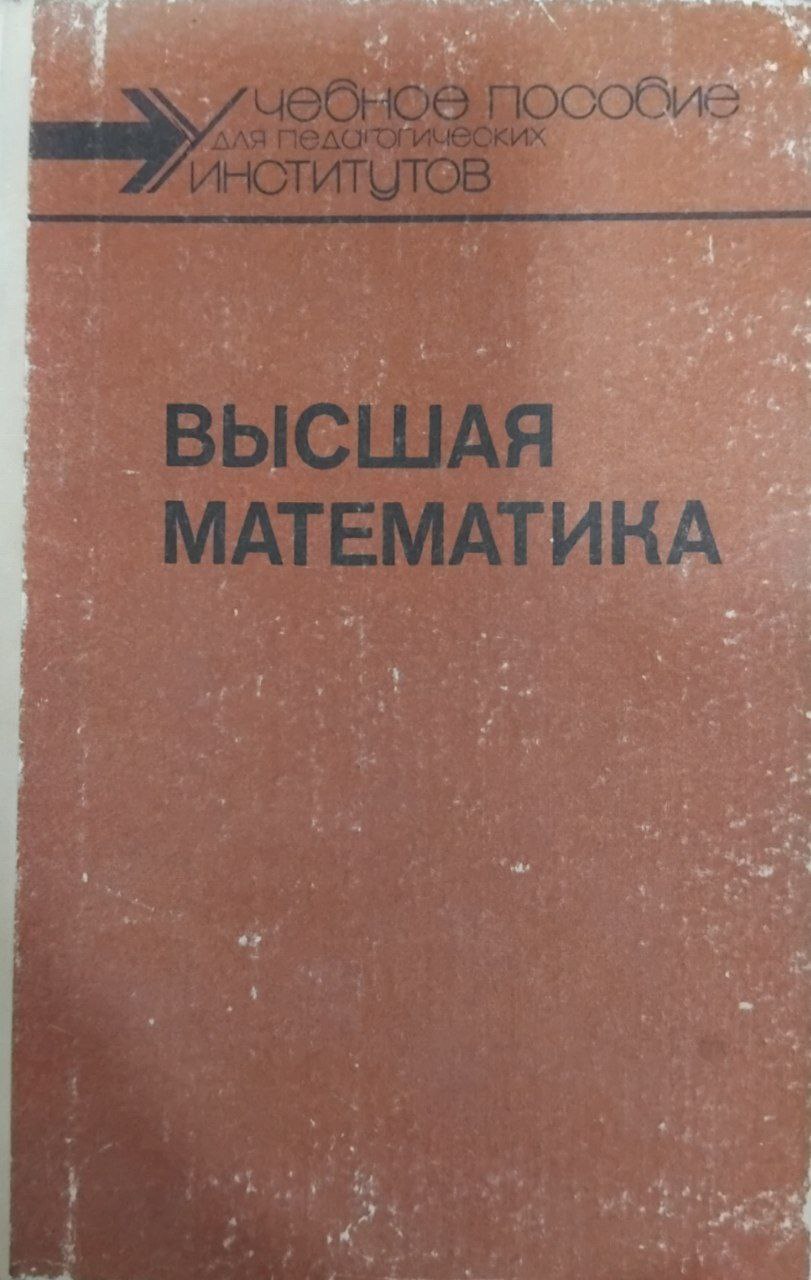 Учебное пособие
для педагогических
институтов
ВЫСШАЯ
МАТЕМАТИКА